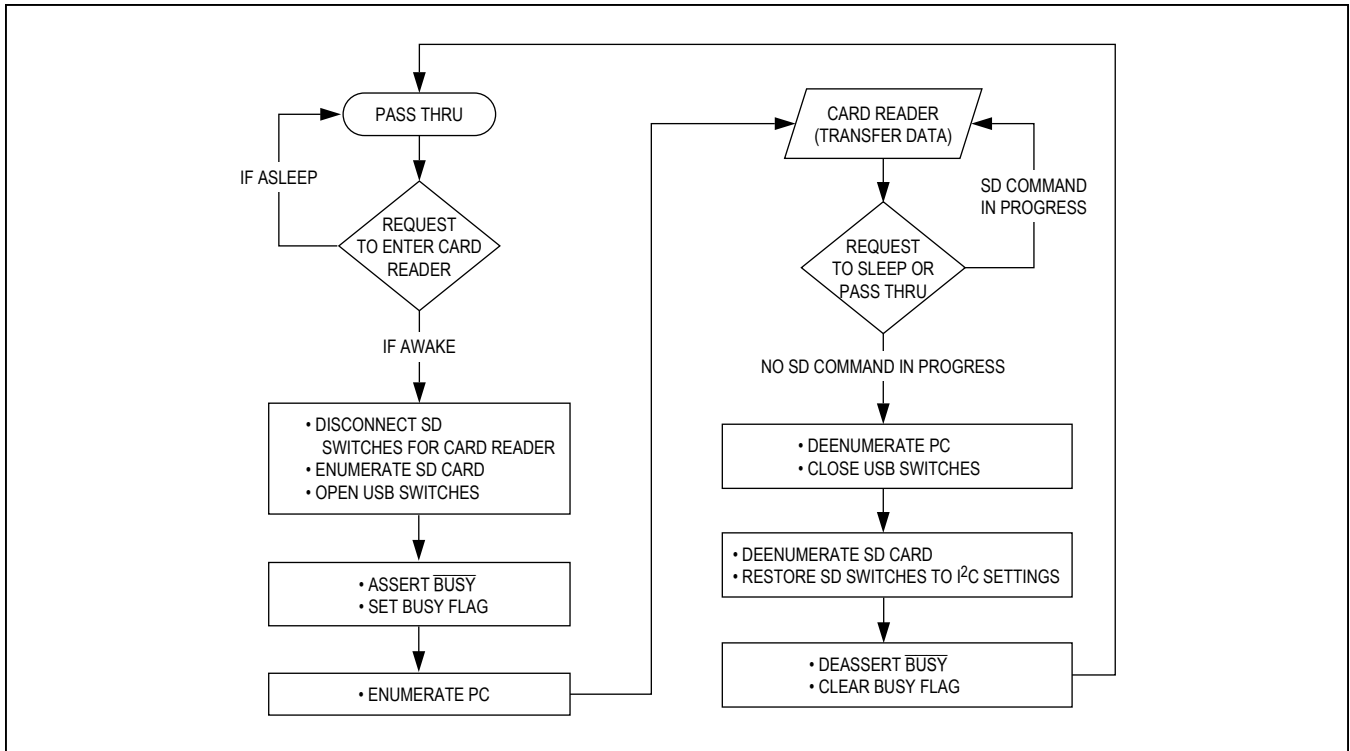 PASS THRU
IF ASLEEP
REQUEST
TO ENTER CARD
READER
IF AWAKE
• DISCONNECT SD
SWITCHES FOR CARD READER
• ENUMERATE SD CARD
• OPEN USB SWITCHES
• ASSERT B̅U̅S̅Y̅
• SET BUSY FLAG
• ENUMERATE PC
CARD READER
(TRANSFER DATA)
SD COMMAND
IN PROGRESS
REQUEST
TO SLEEP OR
PASS THRU
NO SD COMMAND IN PROGRESS
• DEENUMERATE PC
• CLOSE USB SWITCHES
• DEENUMERATE SD CARD
• RESTORE SD SWITCHES TO I²C SETTINGS
• DEASSERT B̅U̅S̅Y̅
• CLEAR BUSY FLAG